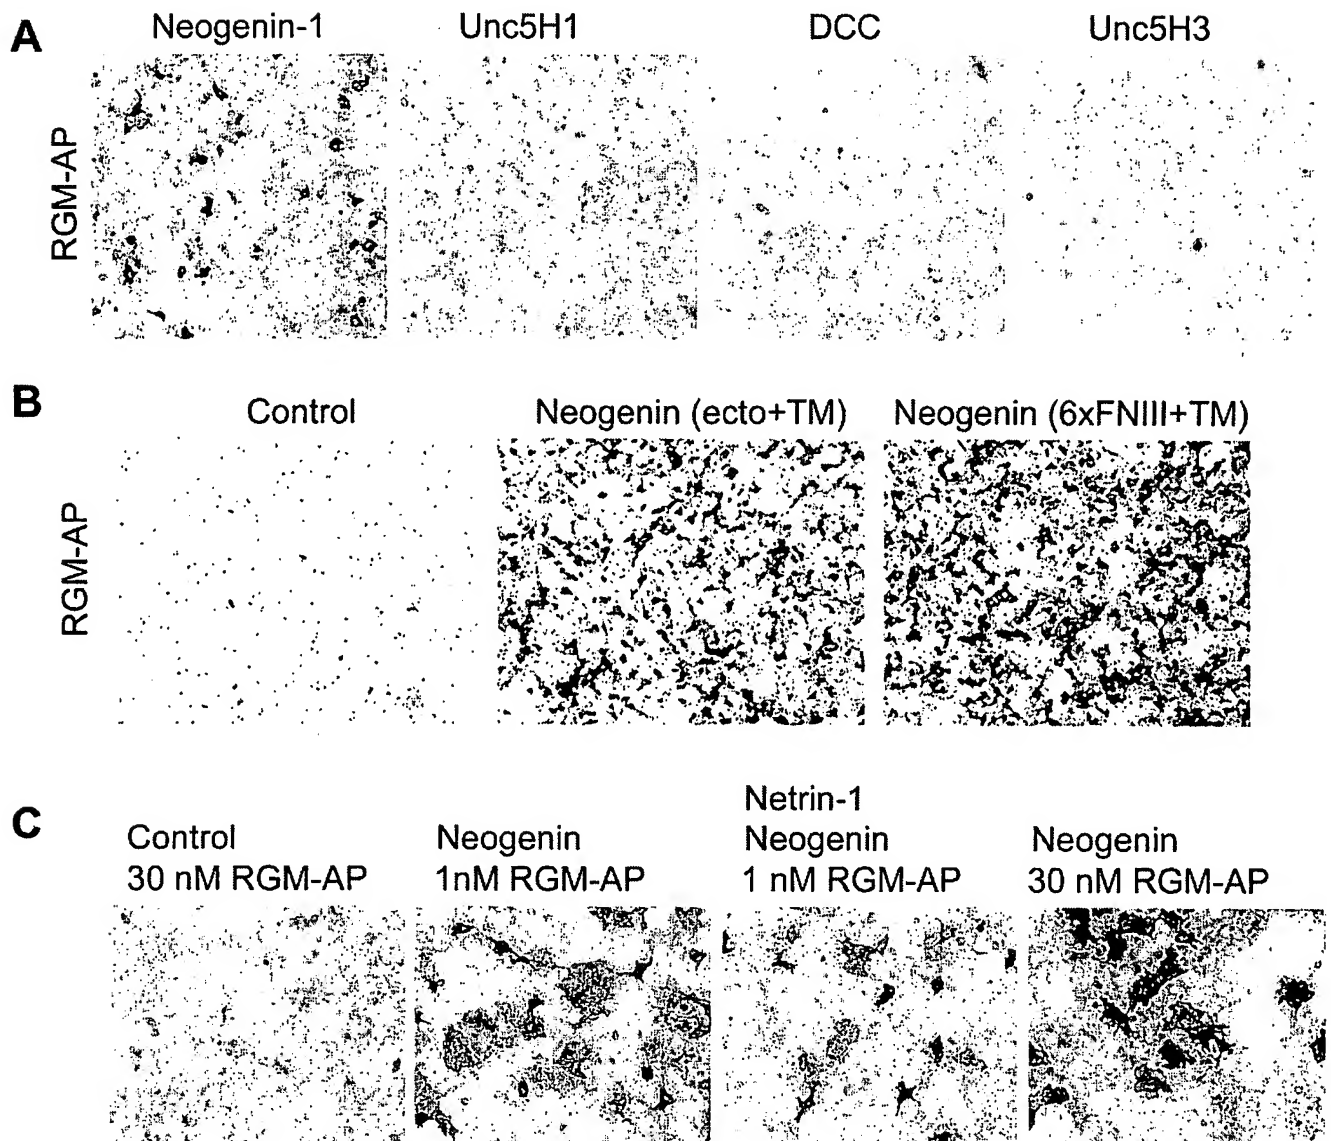 A
Neogenin-1 Unc5H1 DCC Unc5H3
RGM-AP
B
Control Neogenin (ecto+TM) Neogenin (6xFNIII+TM)
RGM-AP
C
Control
30 nM RGM-AP
Neogenin
1nM RGM-AP
Netrin-1
Neogenin
1 nM RGM-AP
Neogenin
30 nM RGM-AP